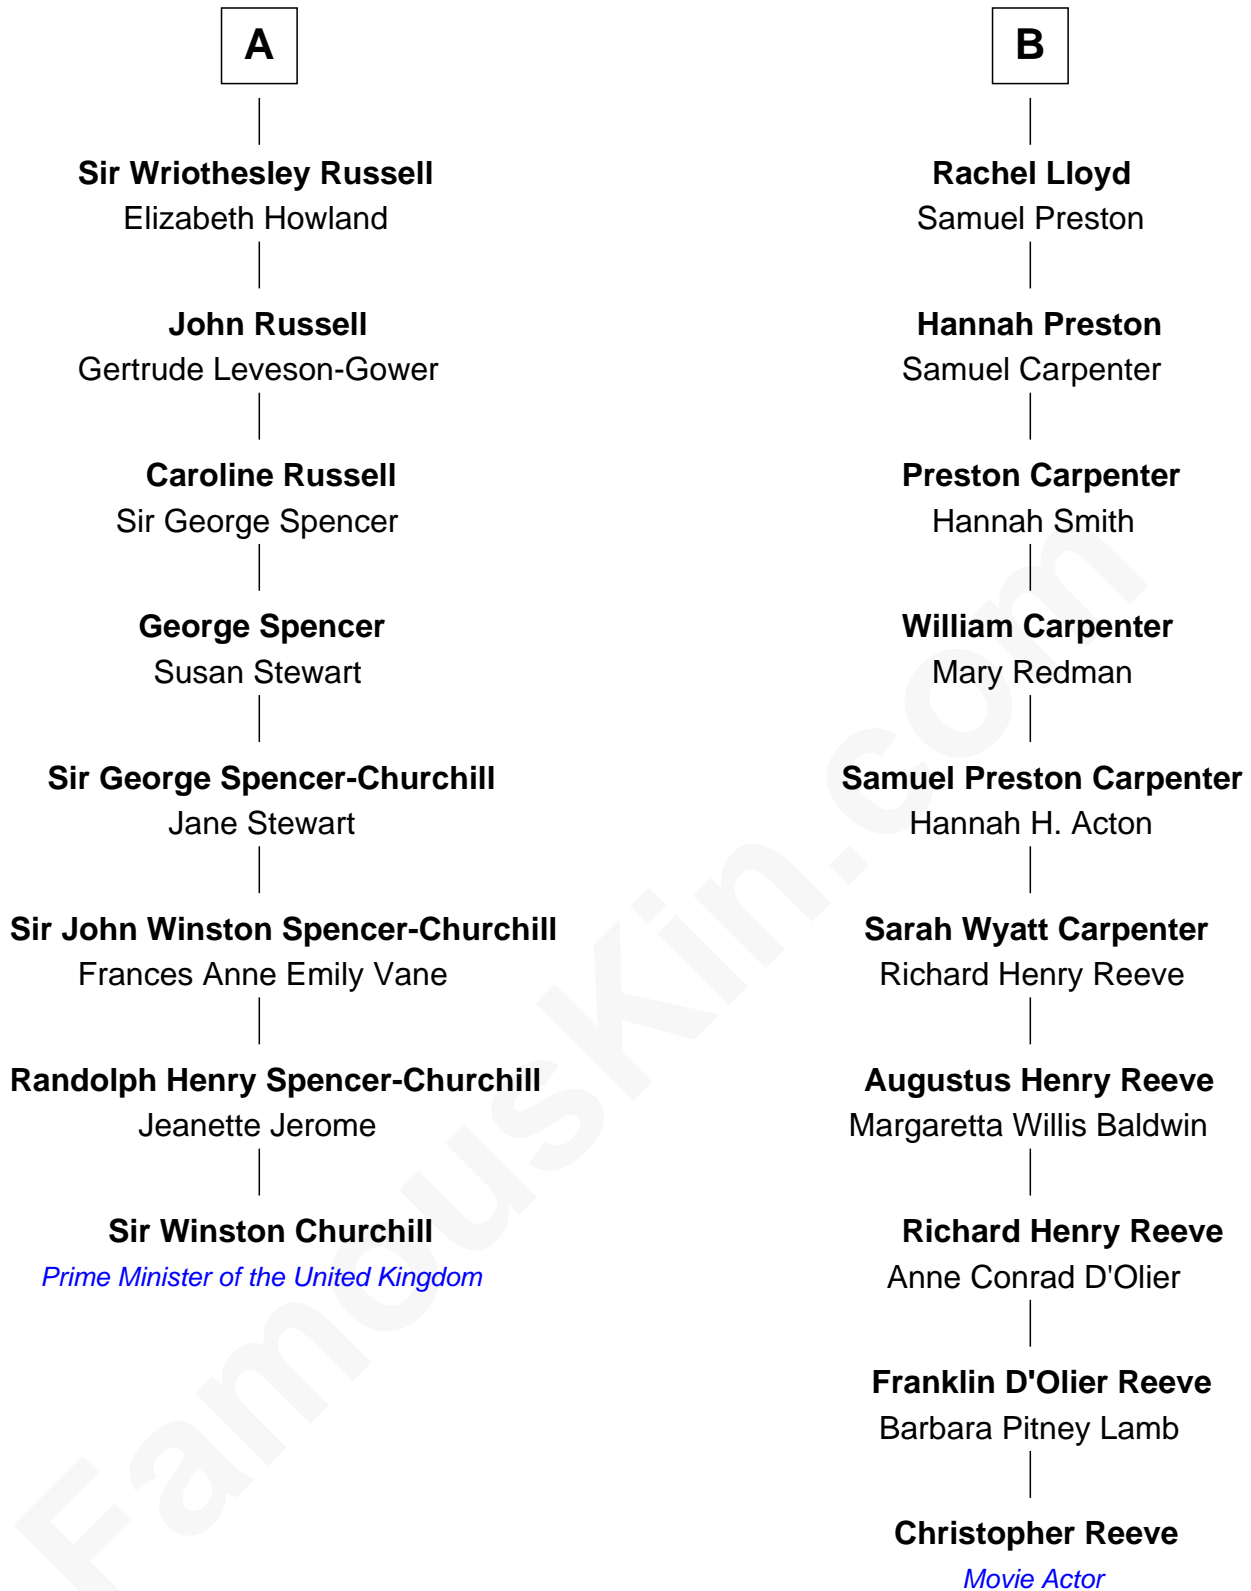 A
Sir Wriothesley Russell
Elizabeth Howland
John Russell
Gertrude Leveson-Gower
Caroline Russell
Sir George Spencer
George Spencer
Susan Stewart
Sir George Spencer-Churchill
Jane Stewart
Sir John Winston Spencer-Churchill
Frances Anne Emily Vane
Randolph Henry Spencer-Churchill
Jeanette Jerome
Sir Winston Churchill
Prime Minister of the United Kingdom
B
Rachel Lloyd
Samuel Preston
Hannah Preston
Samuel Carpenter
Preston Carpenter
Hannah Smith
William Carpenter
Mary Redman
Samuel Preston Carpenter
Hannah H. Acton
Sarah Wyatt Carpenter
Richard Henry Reeve
Augustus Henry Reeve
Margaretta Willis Baldwin
Richard Henry Reeve
Anne Conrad D'Olier
Franklin D'Olier Reeve
Barbara Pitney Lamb
Christopher Reeve
Movie Actor
FamousKin.com